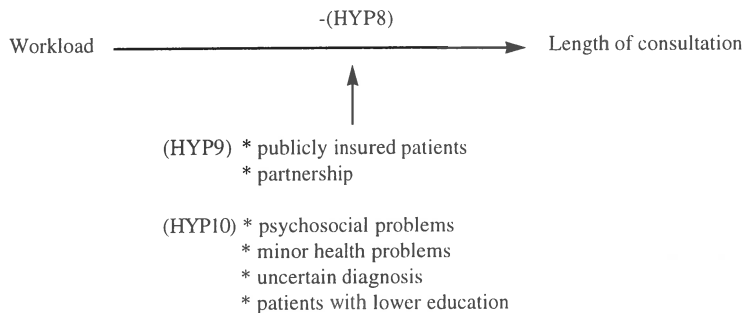 -(HYP8)
Workload
Length of consultation
(HYP9) * publicly insured patients
* partnership
(HYP10) * psychosocial problems
* minor health problems
* uncertain diagnosis
* patients with lower education